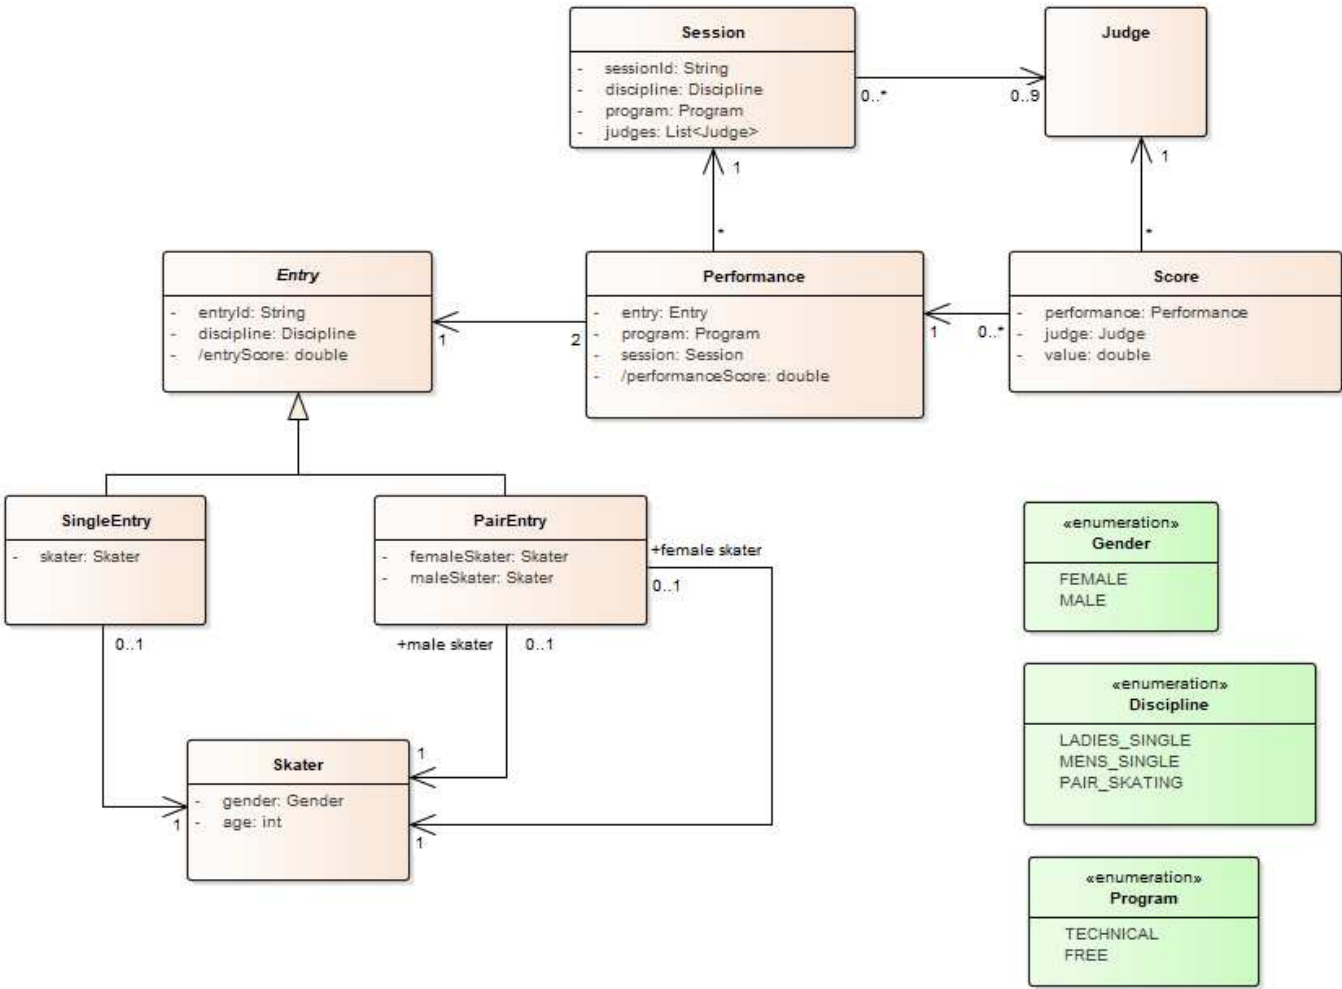 Session
- sessionId: String
- discipline: Discipline
- program: Program
- judges: List<Judge>
Judge
0..*
0..9
1
*
1
*
Entry
- entryId: String
- discipline: Discipline
- /entryScore: double
1
2
Performance
- entry: Entry
- program: Program
- session: Session
- /performanceScore: double
1
0..*
Score
- performance: Performance
- judge: Judge
- value: double
SingleEntry
- skater: Skater
0..1
PairEntry
- femaleSkater: Skater
- maleSkater: Skater
+female skater
0..1
+male skater
0..1
Skater
- gender: Gender
- age: int
1
1
1
«enumeration»
Gender
FEMALE
MALE
«enumeration»
Discipline
LADIES_SINGLE
MENS_SINGLE
PAIR_SKATING
«enumeration»
Program
TECHNICAL
FREE